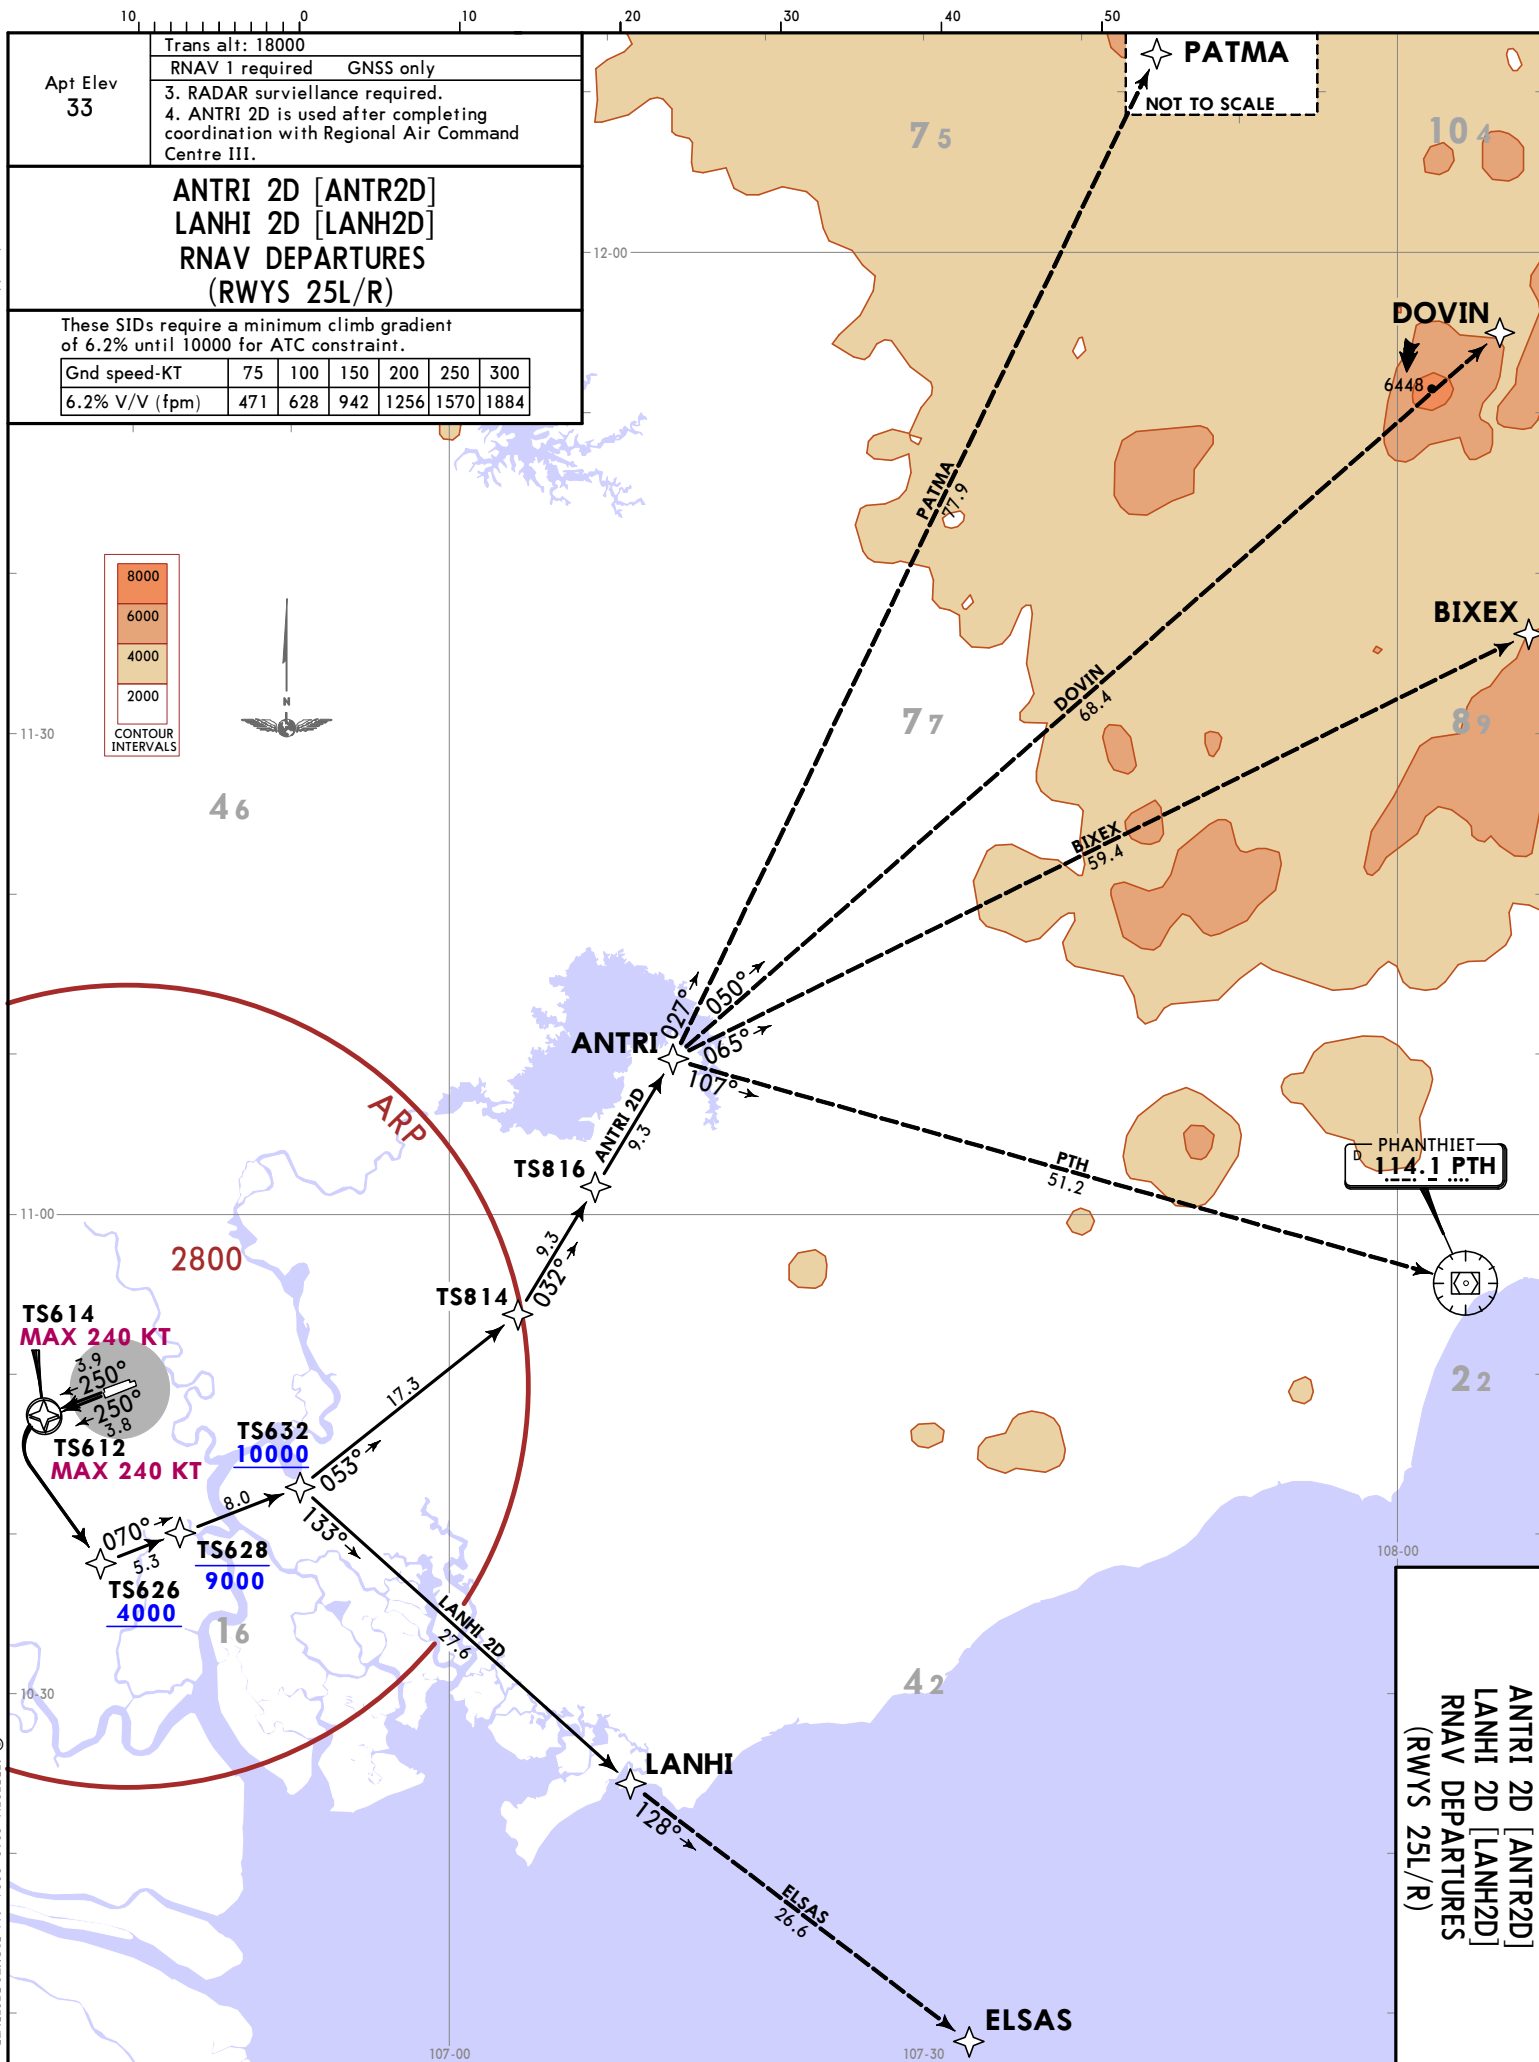 10 0 10 20 30 40 50
Apt Elev
33
Trans alt: 18000
RNAV 1 required GNSS only
3. RADAR surviellance required.
4. ANTRI 2D is used after completing
coordination with Regional Air Command
Centre III.
ANTRI 2D [ANTR2D]
LANHI 2D [LANH2D]
RNAV DEPARTURES
(RWYS 25L/R)
These SIDs require a minimum climb gradient
of 6.2% until 10000 for ATC constraint.
Gnd speed-KT 75 100 150 200 250 300
6.2% V/V (fpm) 471 628 942 1256 1570 1884
PATMA
NOT TO SCALE
75
104
12-00
DOVIN
6448
PATMA
77.9
8000
6000
4000
2000
CONTOUR
INTERVALS
N
BIXEX
DOVIN
68.4
77
89
11-30
46
BIXEX
59.4
027°
050°
065°
107°
ANTRI
ARP
ANTRI 2D
9.3
TS816
PTH
51.2
PHANTHIET
D 114.1 PTH
11-00
2800
9.3
032°
TS814
TS614
MAX 240 KT
3.9
250°
250°
3.8
TS612
MAX 240 KT
17.3
22
TS632
10000
053°
8.0
133°
070°
5.3
TS628
9000
TS626
4000
16
108-00
LANHI 2D
27.6
42
10-30
LANHI
128°
ELSAS
26.6
ELSAS
107-00
107-30
ANTRI 2D [ANTR2D]
LANHI 2D [LANH2D]
RNAV DEPARTURES
(RWYS 25L/R)